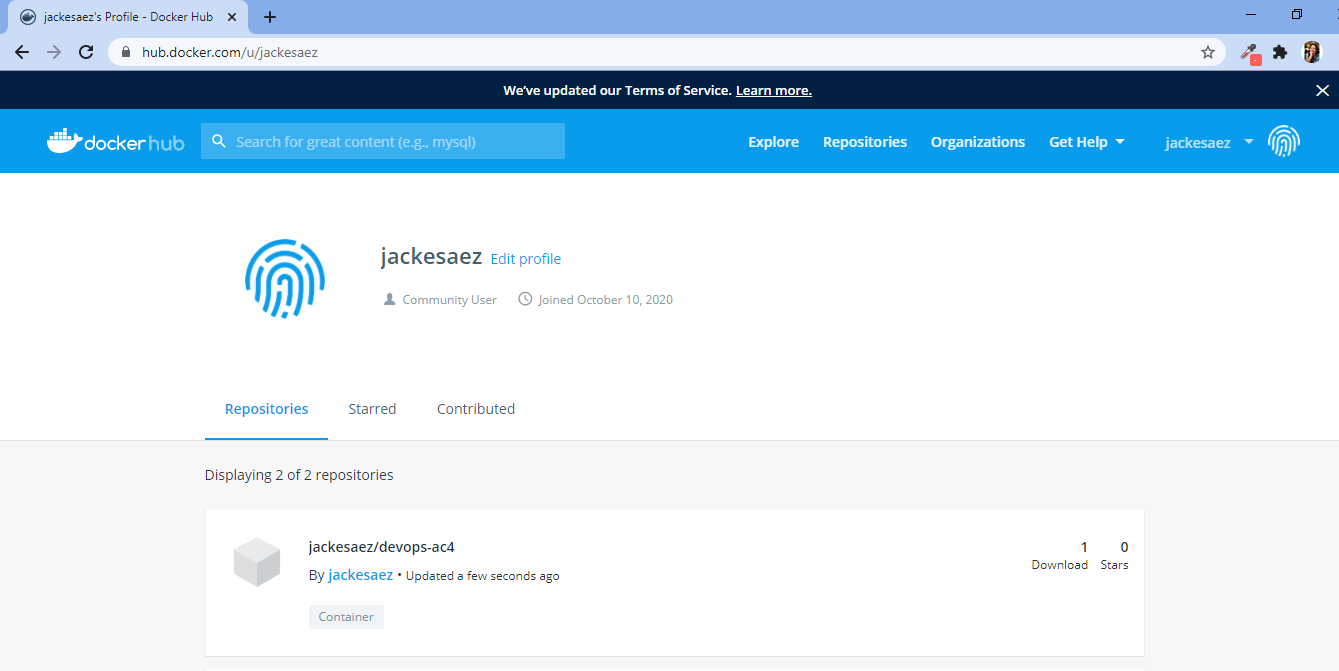 jackesaez's Profile - Docker Hub
hub.docker.com/u/jackesaez
We've updated our Terms of Service. Learn more.
docker hub
Search for great content (e.g., mysql)
Explore Repositories Organizations Get Help jackesaez
jackesaez Edit profile
Community User Joined October 10, 2020
Repositories Starred Contributed
Displaying 2 of 2 repositories
jackesaez/devops-ac4 1 0
Download Stars
By jackesaez • Updated a few seconds ago
Container